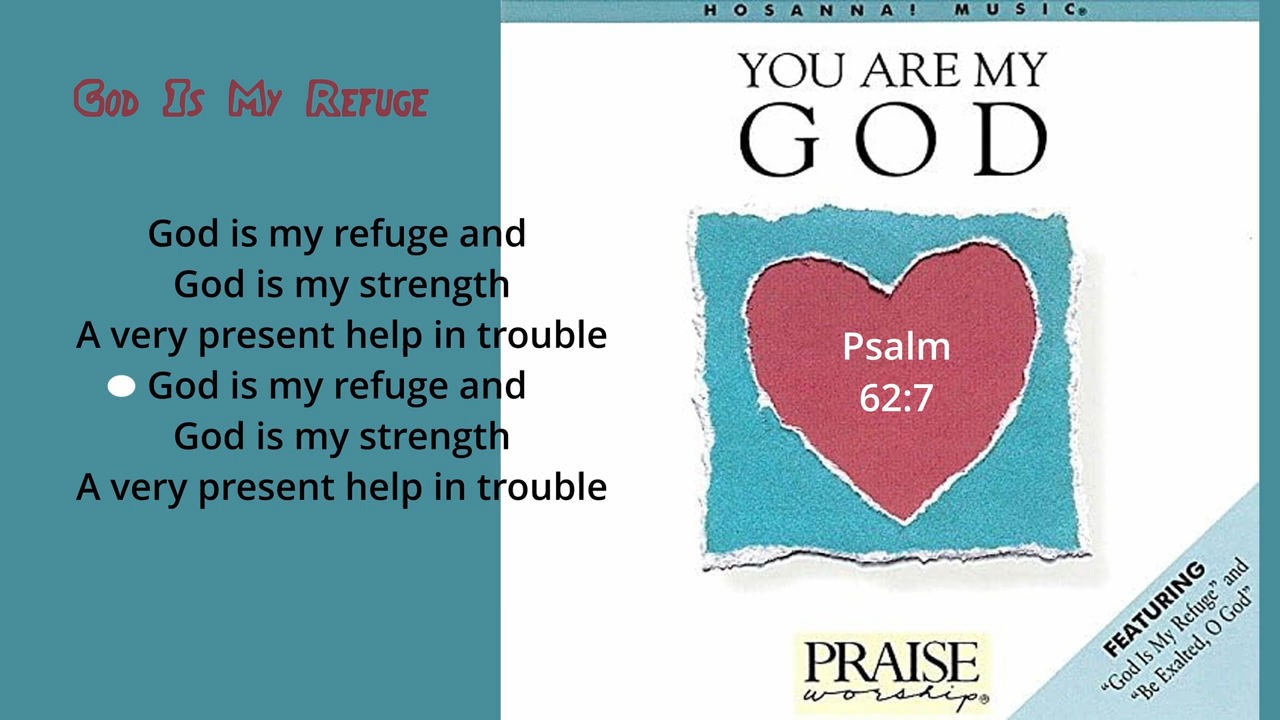 God Is My Refuge
God is my refuge and
God is my strength
A very present help in trouble
God is my refuge and
God is my strength
A very present help in trouble
HOSANNA! MUSIC®
YOU ARE MY
GOD
Psalm
62:7
FEATURING
“God Is My Refuge” and
“Be Exalted, O God”
PRAISE
worship®